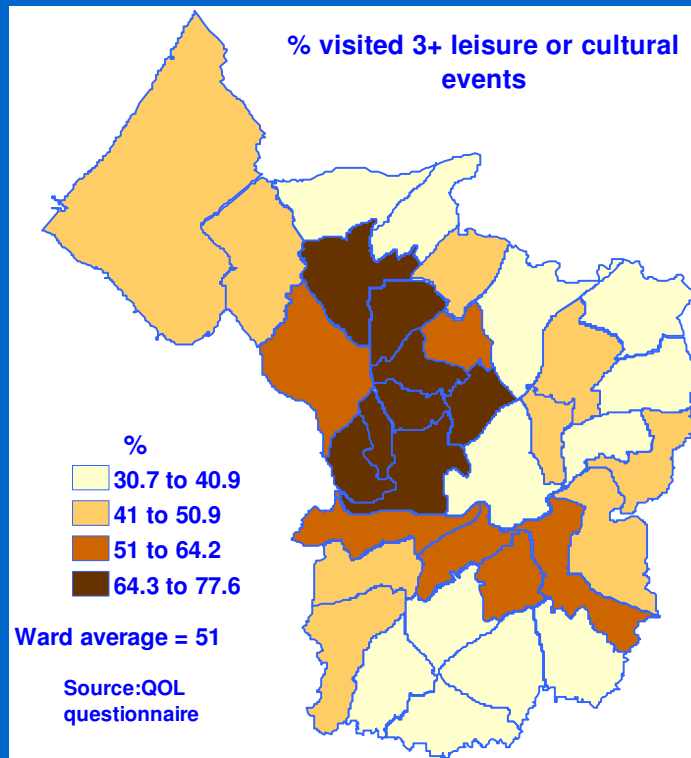 % visited 3+ leisure or cultural
events
%
30.7 to 40.9
41 to 50.9
51 to 64.2
64.3 to 77.6
Ward average = 51
Source:QOL
questionnaire